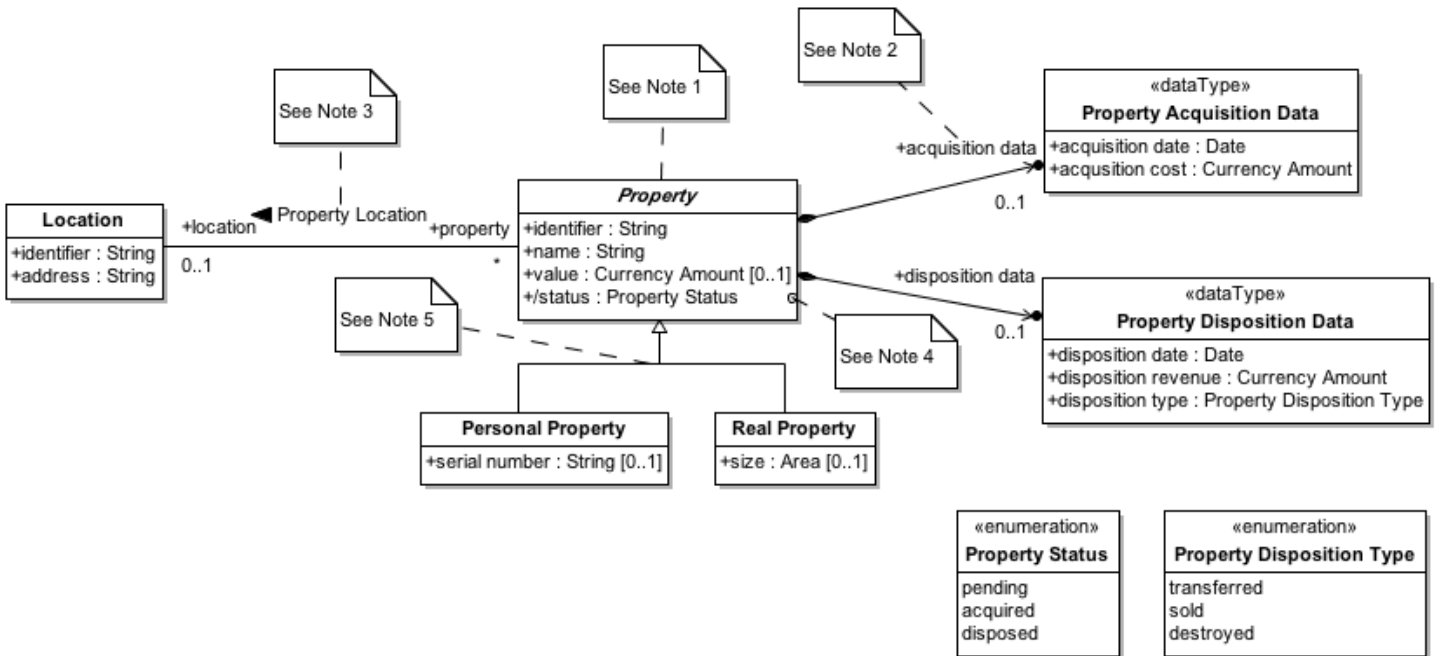 See Note 2
See Note 1
See Note 3
«dataType»
Property Acquisition Data
+acquisition date : Date
+acqusition cost : Currency Amount
+acquisition data
0..1
Property
+identifier : String
+name : String
+value : Currency Amount [0..1]
+/status : Property Status
Location
+identifier : String
+address : String
Property Location
+location
0..1
+property
*
+disposition data
0..1
«dataType»
Property Disposition Data
+disposition date : Date
+disposition revenue : Currency Amount
+disposition type : Property Disposition Type
See Note 5
See Note 4
Personal Property
+serial number : String [0..1]
Real Property
+size : Area [0..1]
«enumeration»
Property Status
pending
acquired
disposed
«enumeration»
Property Disposition Type
transferred
sold
destroyed